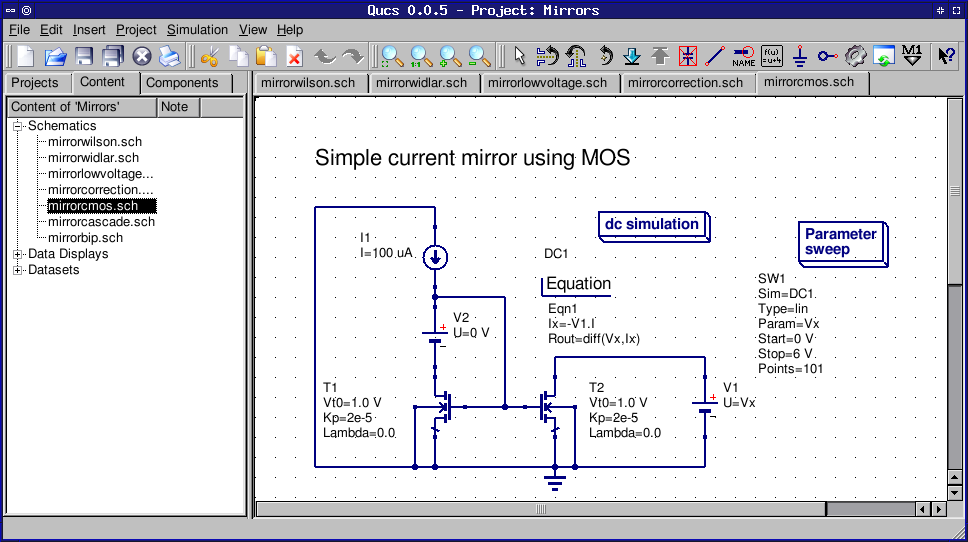 Qucs 0.0.5 - Project: Mirrors
File Edit Insert Project Simulation View Help
NAME
f(u)
ω+4
M1
Projects Content Components
mirrorwilson.sch mirrorwidlar.sch mirrorlowvoltage.sch mirrorcorrection.sch mirrorcmos.sch
Content of 'Mirrors' Note
Schematics
mirrorwilson.sch
mirrorwidlar.sch
mirrorlowvoltage...
mirrorcorrection....
mirrorcmos.sch
mirrorcascade.sch
mirrorbip.sch
Data Displays
Datasets
Simple current mirror using MOS
I1
I=100 uA
V2
U=0 V
T1
Vt0=1.0 V
Kp=2e-5
Lambda=0.0
dc simulation
DC1
Equation
Eqn1
Ix=-V1.I
Rout=diff(Vx,Ix)
T2
Vt0=1.0 V
Kp=2e-5
Lambda=0.0
V1
U=Vx
Parameter
sweep
SW1
Sim=DC1
Type=lin
Param=Vx
Start=0 V
Stop=6 V
Points=101